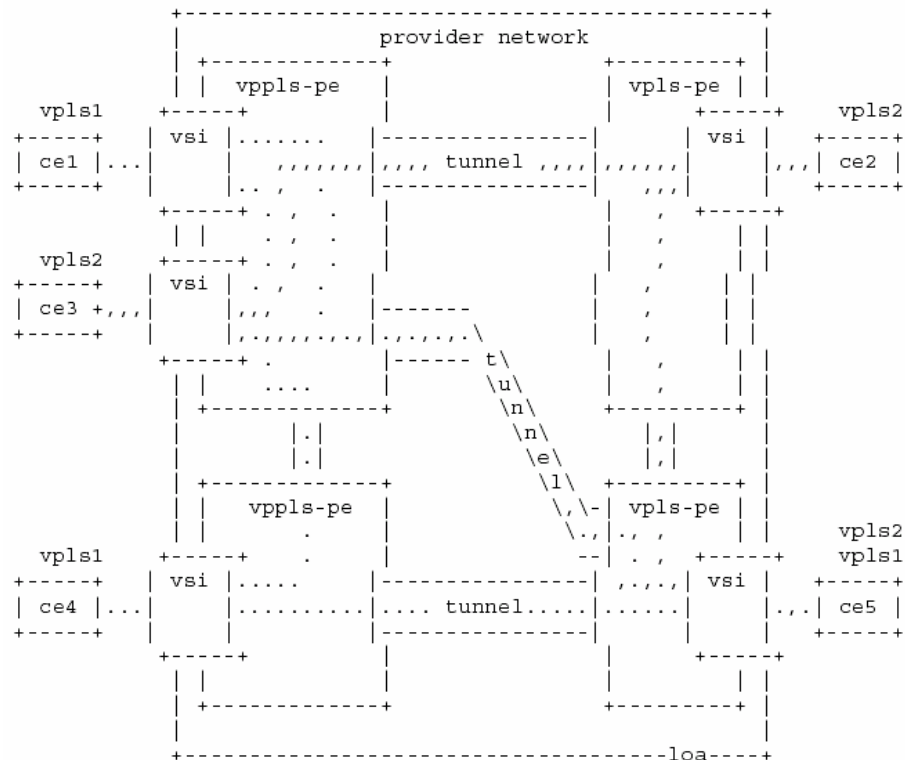 provider network
vppls-pe vpls-pe
vpls1 vpls2
vsi vsi
ce1 tunnel ce2
vpls2
vsi
ce3
tunnel
vppls-pe vpls-pe
vpls2
vpls1 vpls1
vsi vsi
ce4 tunnel ce5
loa